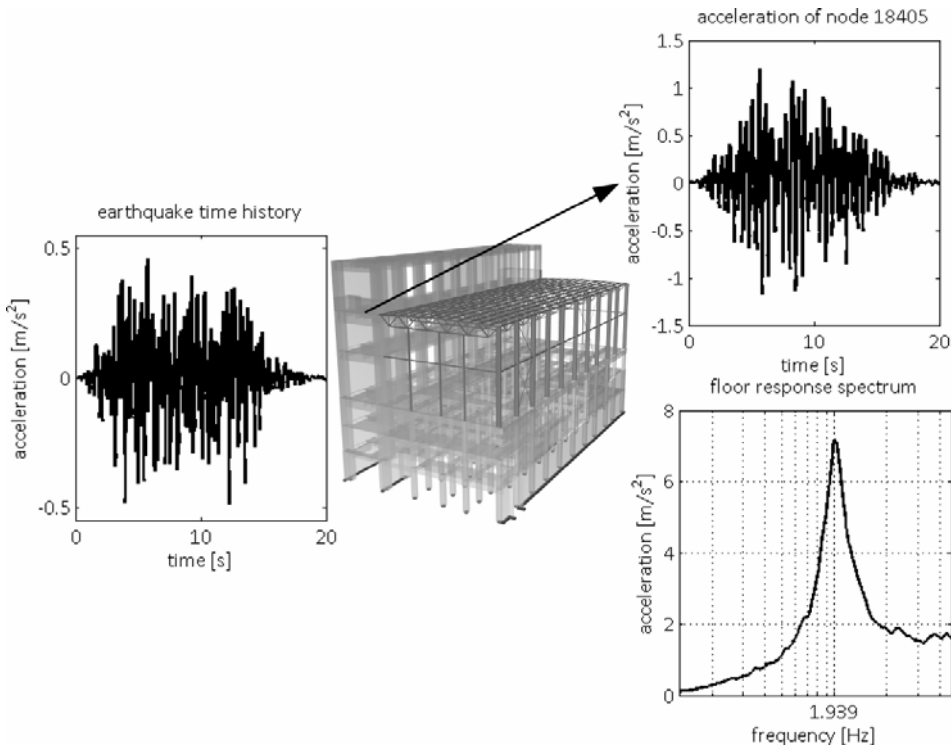 acceleration of node 18405
1.5
1
0.5
0
-0.5
-1
-1.5
acceleration [m/s²]
0 10 20
time [s]
earthquake time history
0.5
0
-0.5
acceleration [m/s²]
0 10 20
time [s]
floor response spectrum
8
6
4
2
0
acceleration [m/s²]
1.939
frequency [Hz]